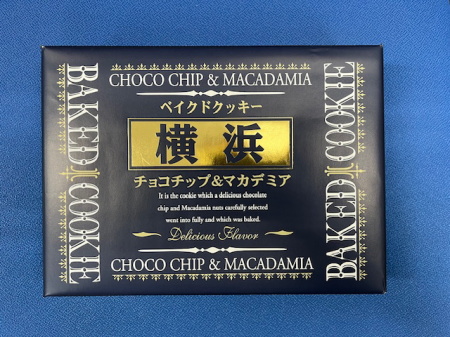 CHOCO CHIP & MACADAMIA
ベイクドクッキー
横浜
チョコチップ&マカデミア
It is the cookie which a delicious chocolate
chip and Macadamia nuts carefully selected
went into fully and which was baked.
Delicious Flavor
CHOCO CHIP & MACADAMIA
BAKED COOKIE
BAKED COOKIE